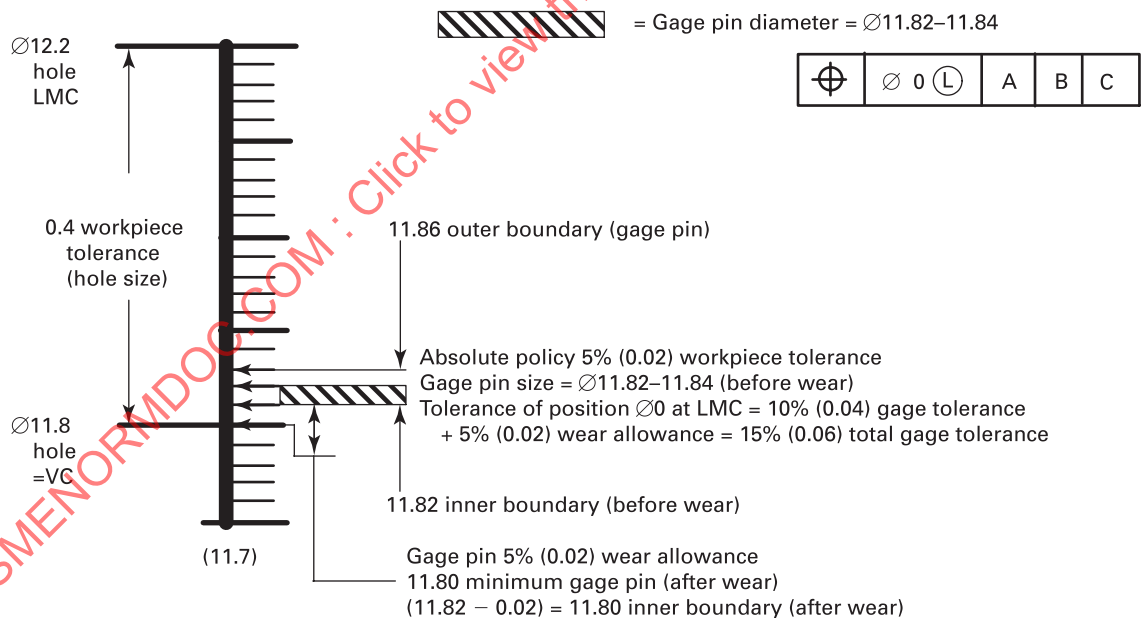 = Gage pin diameter = ∅11.82–11.84
∅12.2
hole
LMC
⌖ ∅ 0 Ⓛ A B C
0.4 workpiece
tolerance
(hole size)
11.86 outer boundary (gage pin)
Absolute policy 5% (0.02) workpiece tolerance
Gage pin size = ∅11.82–11.84 (before wear)
Tolerance of position ∅0 at LMC = 10% (0.04) gage tolerance
+ 5% (0.02) wear allowance = 15% (0.06) total gage tolerance
∅11.8
hole
=VC
11.82 inner boundary (before wear)
(11.7)
Gage pin 5% (0.02) wear allowance
11.80 minimum gage pin (after wear)
(11.82 − 0.02) = 11.80 inner boundary (after wear)
SMENORMDOC.COM : Click to view